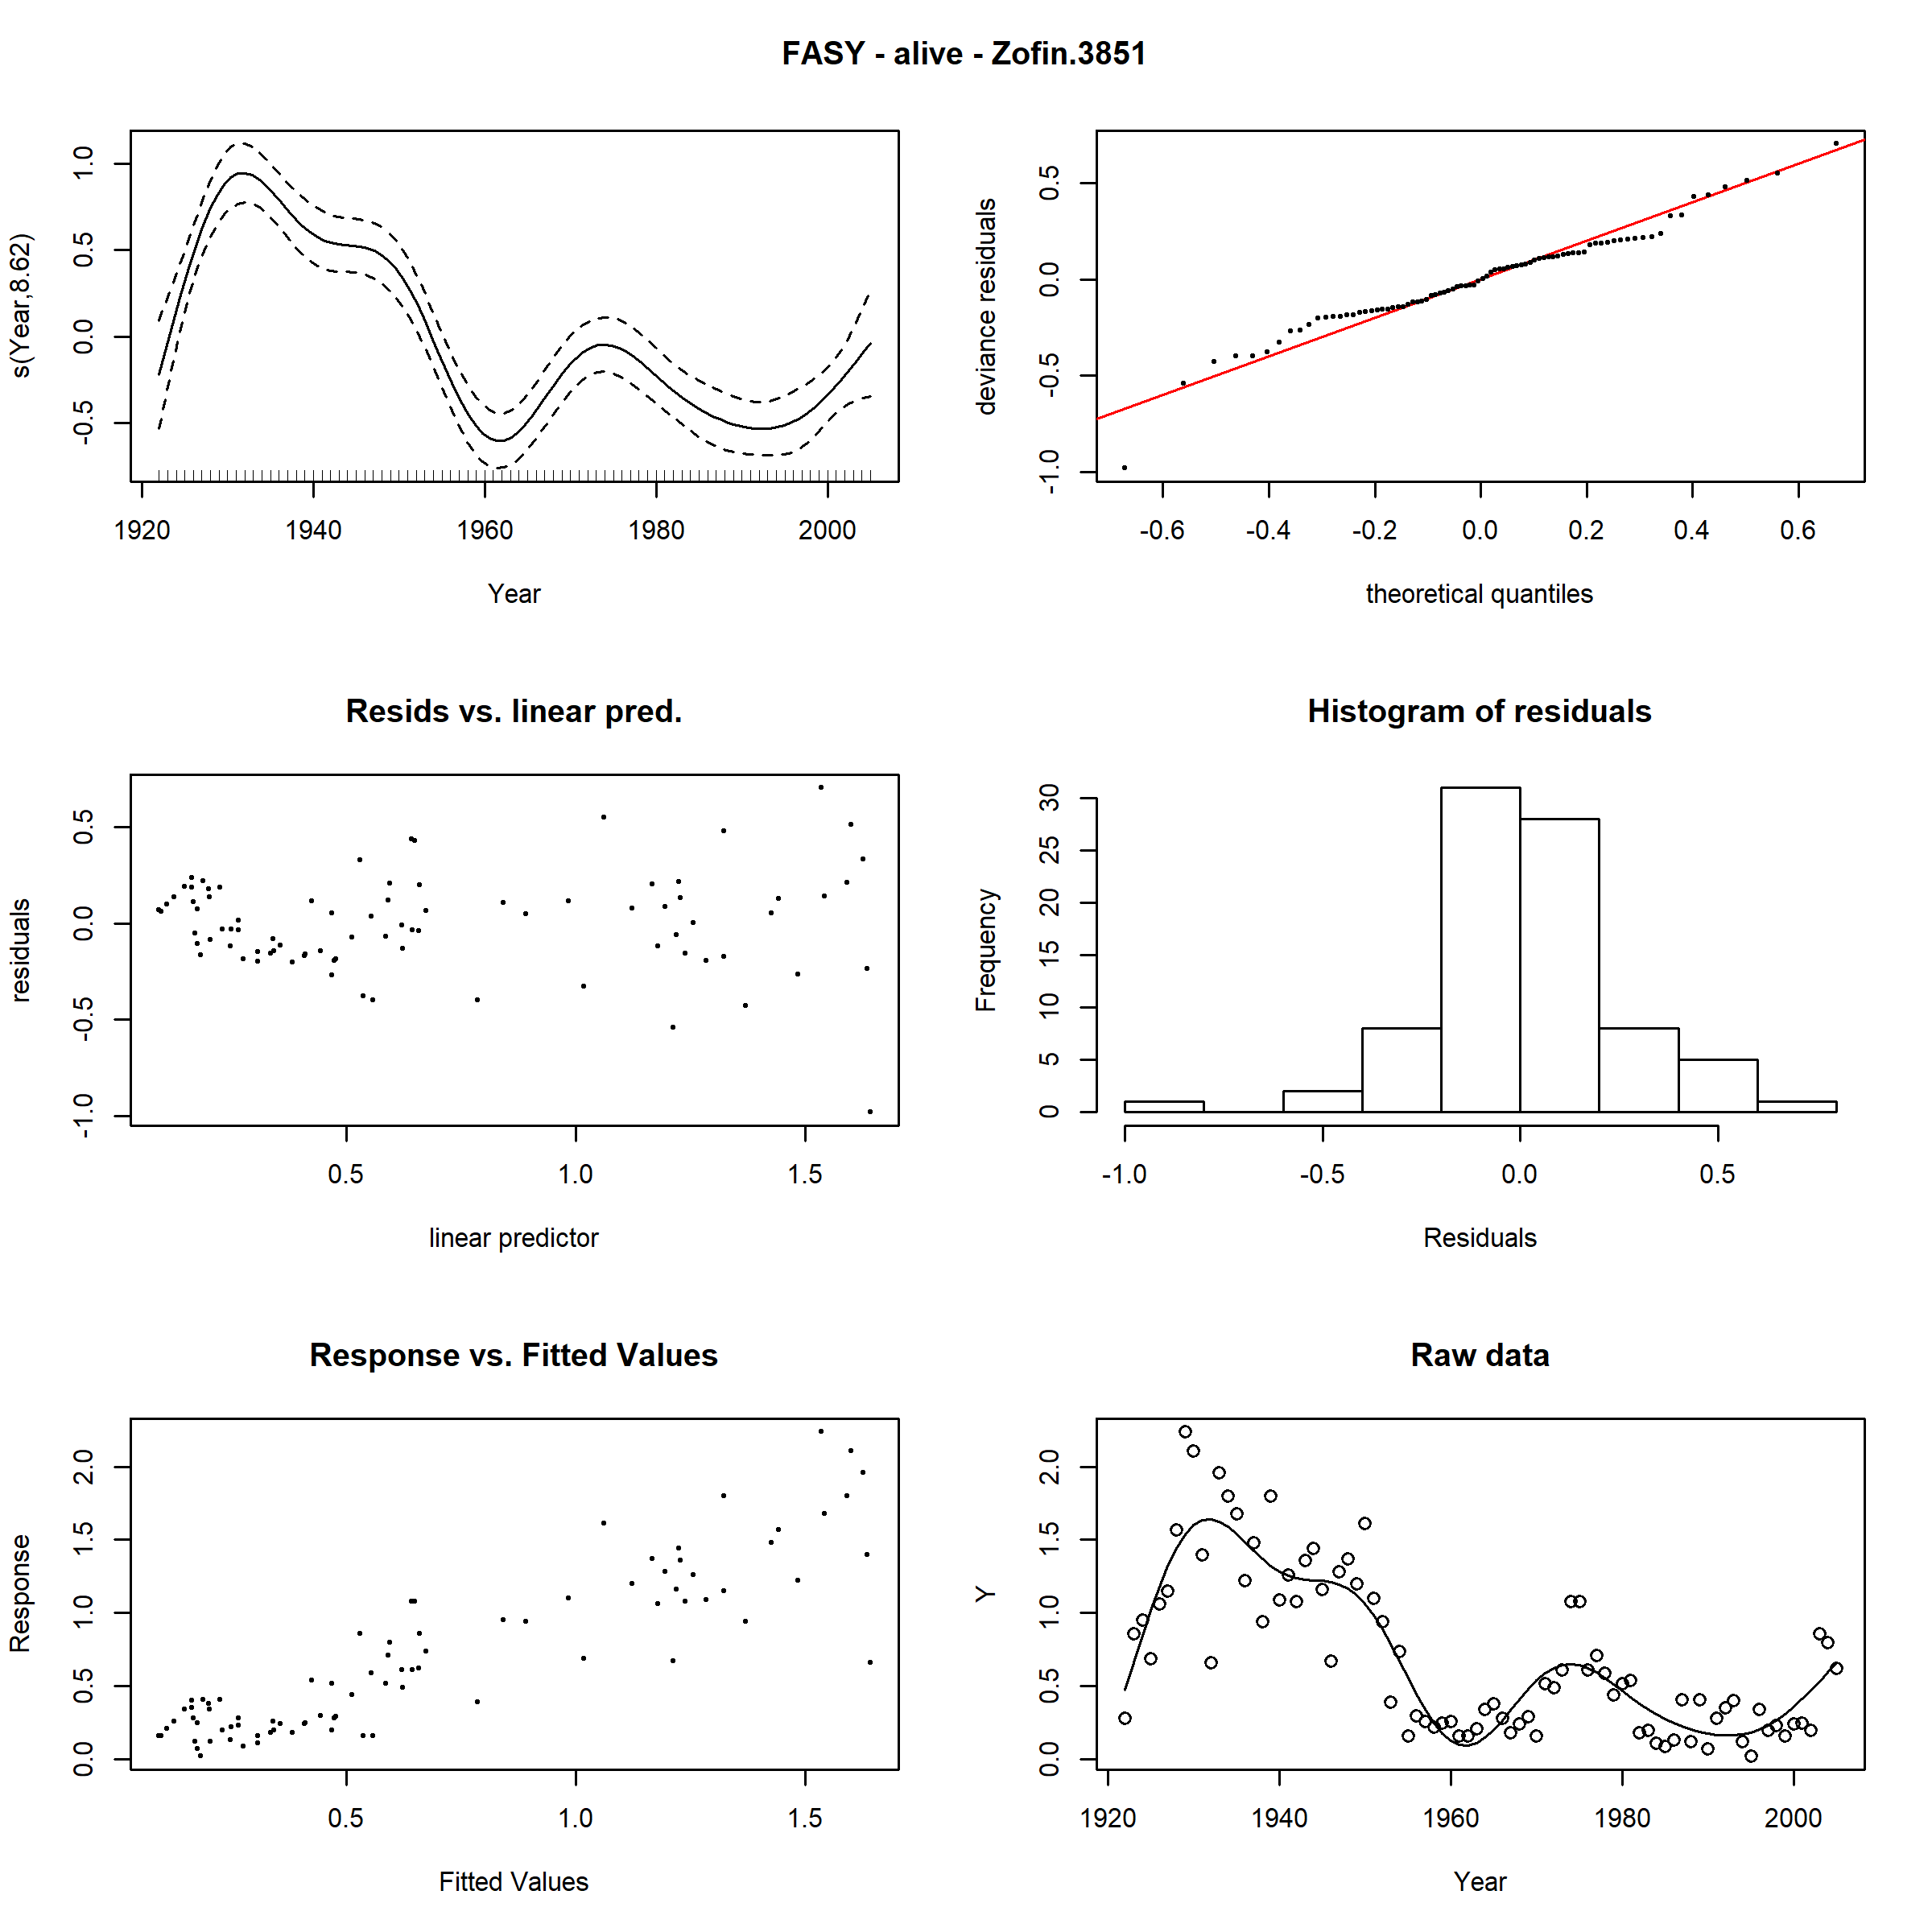 FASY - alive - Zofin.3851
s(Year,8.62)
-0.5 0.0 0.5 1.0
1920 1940 1960 1980 2000
Year
deviance residuals
-1.0 -0.5 0.0 0.5
-0.6 -0.4 -0.2 0.0 0.2 0.4 0.6
theoretical quantiles
Resids vs. linear pred.
residuals
-1.0 -0.5 0.0 0.5
0.5 1.0 1.5
linear predictor
Histogram of residuals
Frequency
0 5 10 15 20 25 30
-1.0 -0.5 0.0 0.5
Residuals
Response vs. Fitted Values
Response
0.0 0.5 1.0 1.5 2.0
0.5 1.0 1.5
Fitted Values
Raw data
Y
0.0 0.5 1.0 1.5 2.0
1920 1940 1960 1980 2000
Year